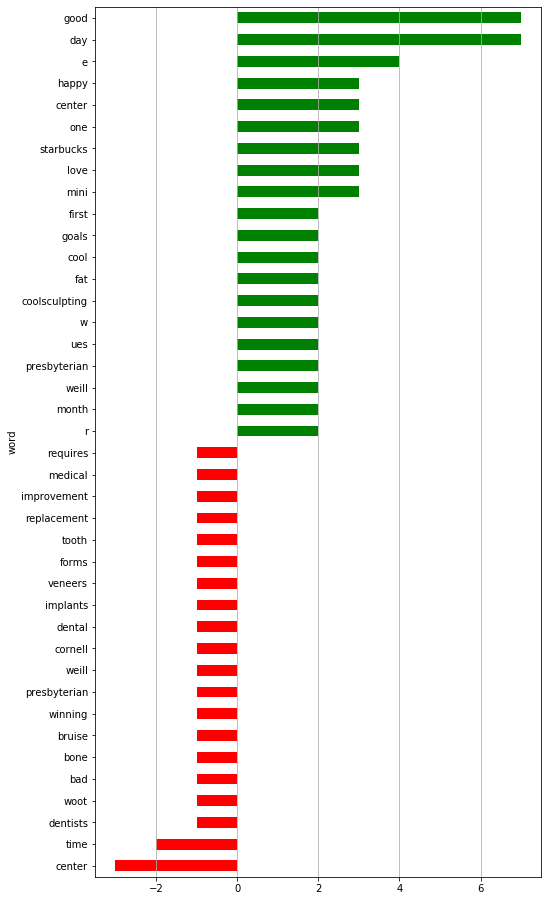 good
day
e
happy
center
one
starbucks
love
mini
first
goals
cool
fat
coolsculpting
w
ues
presbyterian
weill
month
r
word
requires
medical
improvement
replacement
tooth
forms
veneers
implants
dental
cornell
weill
presbyterian
winning
bruise
bone
bad
woot
dentists
time
center
−2 0 2 4 6